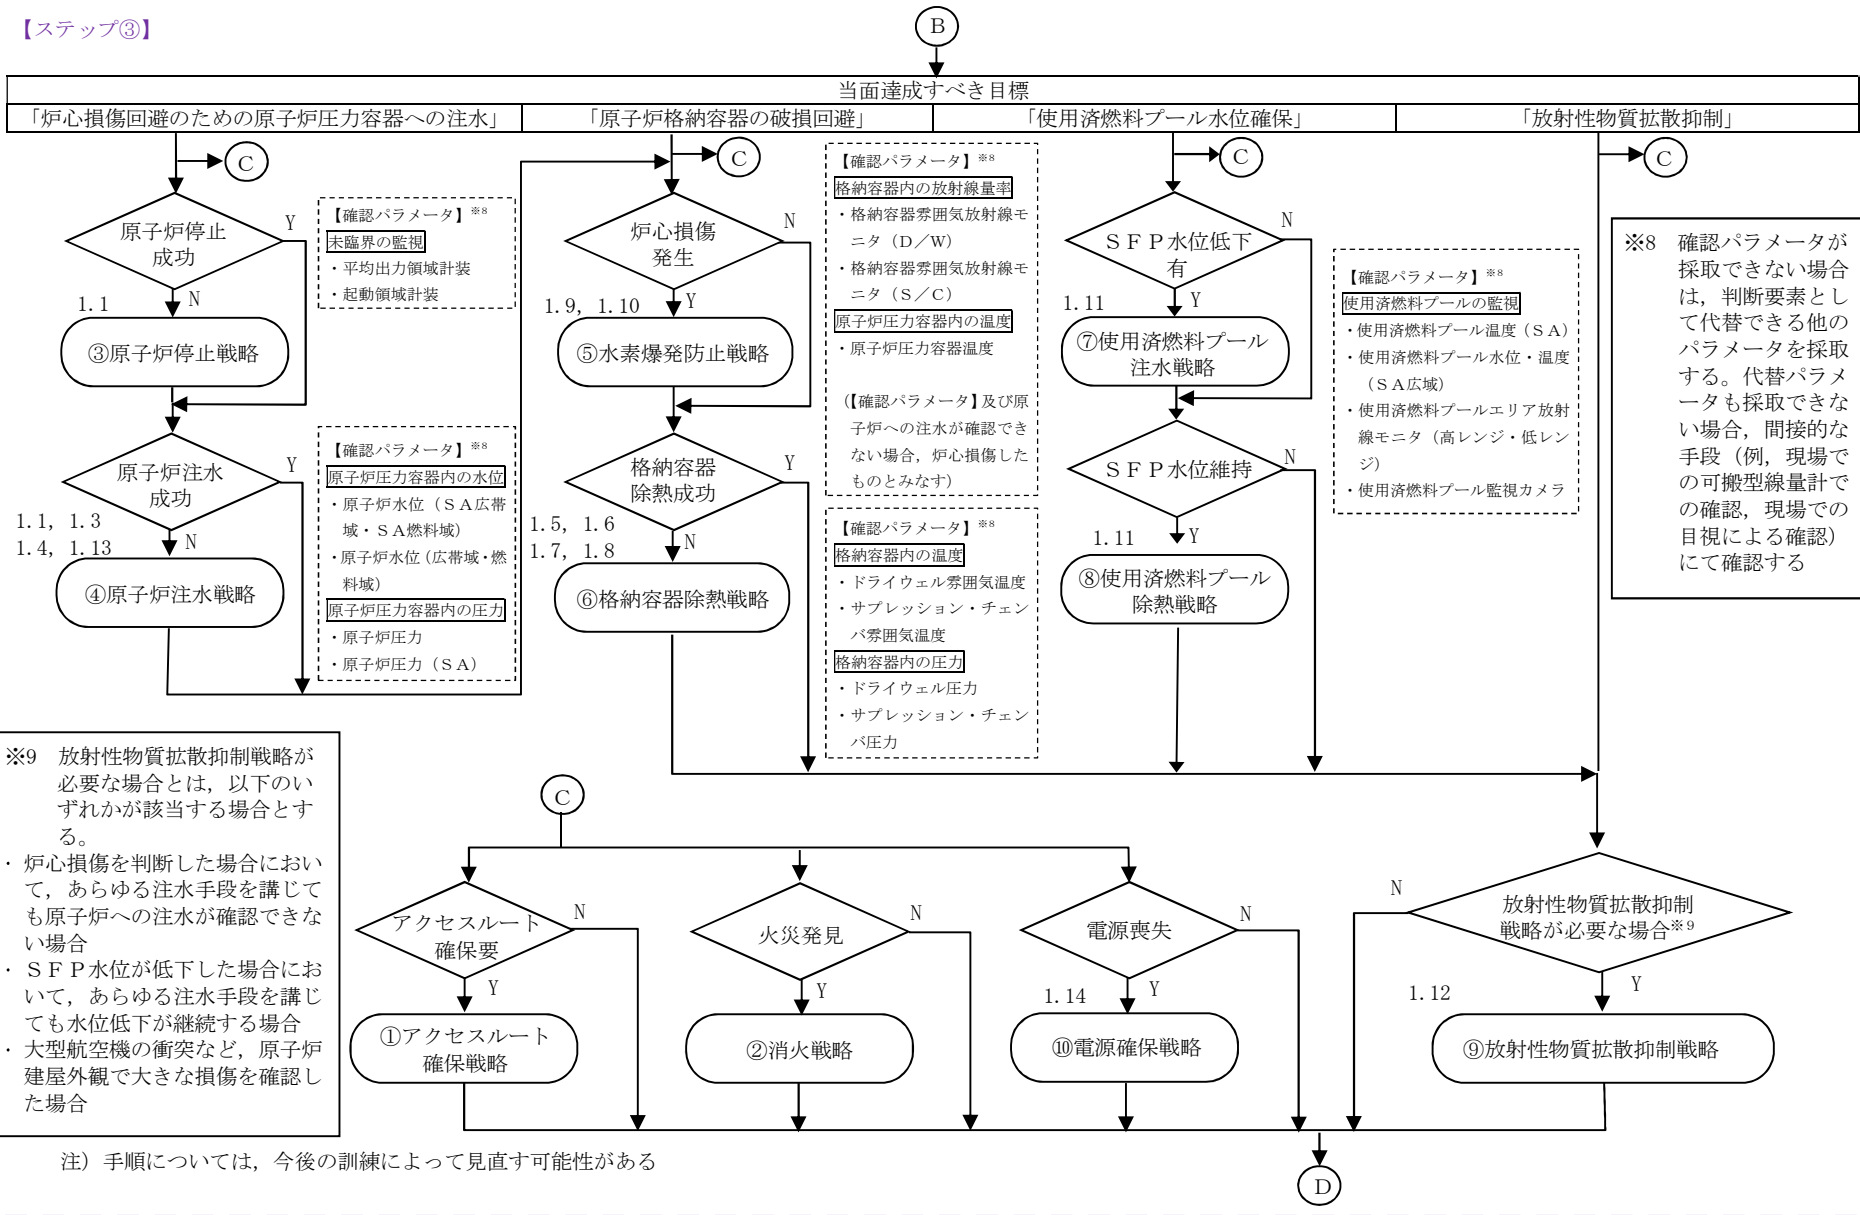 【ステップ③】
B
当面達成すべき目標
「炉心損傷回避のための原子炉圧力容器への注水」
「原子炉格納容器の破損回避」
「使用済燃料プール水位確保」
「放射性物質拡散抑制」
C
原子炉停止
成功
Y
N
1.1
③原子炉停止戦略
【確認パラメータ】※8
未臨界の監視
・平均出力領域計装
・起動領域計装
原子炉注水
成功
Y
N
1.1, 1.3
1.4, 1.13
④原子炉注水戦略
【確認パラメータ】※8
原子炉圧力容器内の水位
・原子炉水位（ＳＡ広帯
域・ＳＡ燃料域）
・原子炉水位（広帯域・燃
料域）
原子炉圧力容器内の圧力
・原子炉圧力
・原子炉圧力（ＳＡ）
C
炉心損傷
発生
N
Y
1.9, 1.10
⑤水素爆発防止戦略
格納容器
除熱成功
Y
N
1.5, 1.6
1.7, 1.8
⑥格納容器除熱戦略
【確認パラメータ】※8
格納容器内の放射線量率
・格納容器雰囲気放射線モ
ニタ（Ｄ／Ｗ）
・格納容器雰囲気放射線モ
ニタ（Ｓ／Ｃ）
原子炉圧力容器内の温度
・原子炉圧力容器温度
（【確認パラメータ】及び原
子炉への注水が確認でき
ない場合，炉心損傷した
ものとみなす）
【確認パラメータ】※8
格納容器内の温度
・ドライウェル雰囲気温度
・サプレッション・チェン
バ雰囲気温度
格納容器内の圧力
・ドライウェル圧力
・サプレッション・チェン
バ圧力
C
ＳＦＰ水位低下
有
N
Y
1.11
⑦使用済燃料プール
注水戦略
ＳＦＰ水位維持
N
Y
1.11
⑧使用済燃料プール
除熱戦略
【確認パラメータ】※8
使用済燃料プールの監視
・使用済燃料プール温度（ＳＡ）
・使用済燃料プール水位・温度
（ＳＡ広域）
・使用済燃料プールエリア放射
線モニタ（高レンジ・低レン
ジ）
・使用済燃料プール監視カメラ
C
※8　確認パラメータが
採取できない場合
は，判断要素とし
て代替できる他の
パラメータを採取
する。代替パラメ
ータも採取できな
い場合，間接的な
手段（例，現場で
の可搬型線量計で
の確認，現場での
目視による確認）
にて確認する
※9　放射性物質拡散抑制戦略が
必要な場合とは，以下のい
ずれかが該当する場合とす
る。
・ 炉心損傷を判断した場合におい
て，あらゆる注水手段を講じて
も原子炉への注水が確認できな
い場合
・ ＳＦＰ水位が低下した場合にお
いて，あらゆる注水手段を講じ
ても水位低下が継続する場合
・ 大型航空機の衝突など，原子炉
建屋外観で大きな損傷を確認し
た場合
C
アクセスルート
確保要
N
Y
①アクセスルート
確保戦略
火災発見
N
Y
②消火戦略
電源喪失
N
Y
1.14
⑩電源確保戦略
放射性物質拡散抑制
戦略が必要な場合※9
N
Y
1.12
⑨放射性物質拡散抑制戦略
D
注）手順については，今後の訓練によって見直す可能性がある